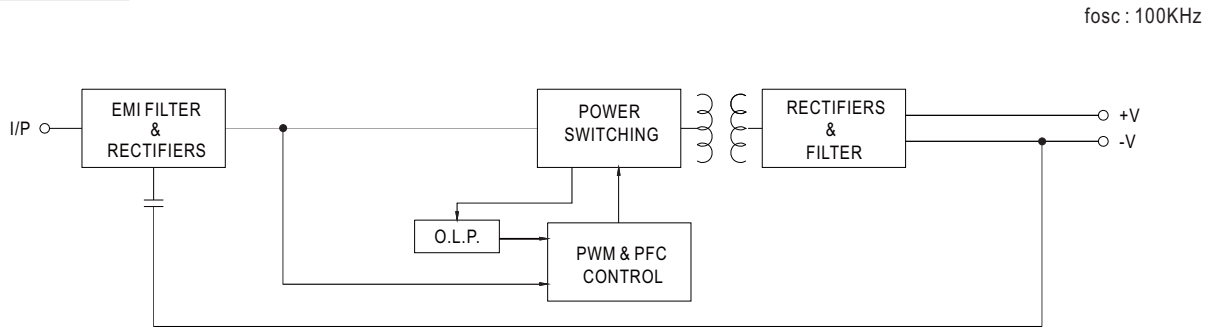 fosc : 100KHz
I/P
EMI FILTER
&
RECTIFIERS
POWER
SWITCHING
RECTIFIERS
&
FILTER
+V
-V
O.L.P.
PWM & PFC
CONTROL